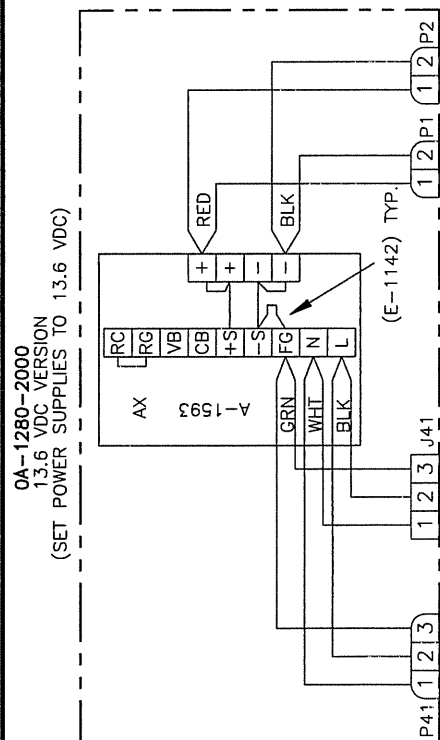 0A-1280-2000
13.6 VDC VERSION
(SET POWER SUPPLIES TO 13.6 VDC)
P2
2
1
P1
2
1
RED
BLK
(E-1142) TYP.
+
+
-
-
RC
RG
VB
CB
+S
-S
FG
N
L
AX
A-1593
GRN
WHT
BLK
J41
1
2
3
P41
1
2
3